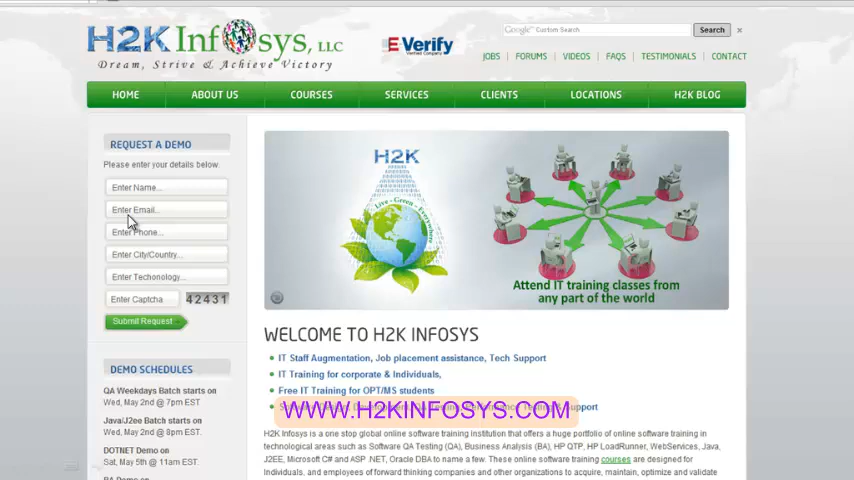 H2K Infosys, LLC
Dream, Strive & Achieve Victory
E Verify
Google™ Custom Search
Search
×
JOBS | FORUMS | VIDEOS | FAQS | TESTIMONIALS | CONTACT
HOME ABOUT US COURSES SERVICES CLIENTS LOCATIONS H2K BLOG
REQUEST A DEMO
Please enter your details below:
Enter Name...
Enter Email...
Enter Phone...
Enter City/Country...
Enter Techonology...
Enter Captcha 42431
Submit Request
DEMO SCHEDULES
QA Weekdays Batch starts on
Wed, May 2nd @ 7pm EST
Java/J2ee Batch starts on
Wed, May 2nd @ 8pm EST.
DOTNET Demo on
Sat, May 5th @ 11am EST.
H2K
Live - Green - Everywhere
Attend IT training classes from
any part of the world
WELCOME TO H2K INFOSYS
IT Staff Augmentation, Job placement assistance, Tech Support
IT Training for corporate & Individuals,
Free IT Training for OPT/MS students
WWW.H2KINFOSYS.COM
H2K Infosys is a one stop global online software training institution that offers a huge portfolio of online software training in
technological areas such as Software QA Testing (QA), Business Analysis (BA), HP QTP, HP LoadRunner, WebServices, Java,
J2EE, Microsoft C# and ASP .NET, Oracle DBA to name a few. These online software training courses are designed for
Individuals, and employees of forward thinking companies and other organizations to acquire, maintain, optimize and validate